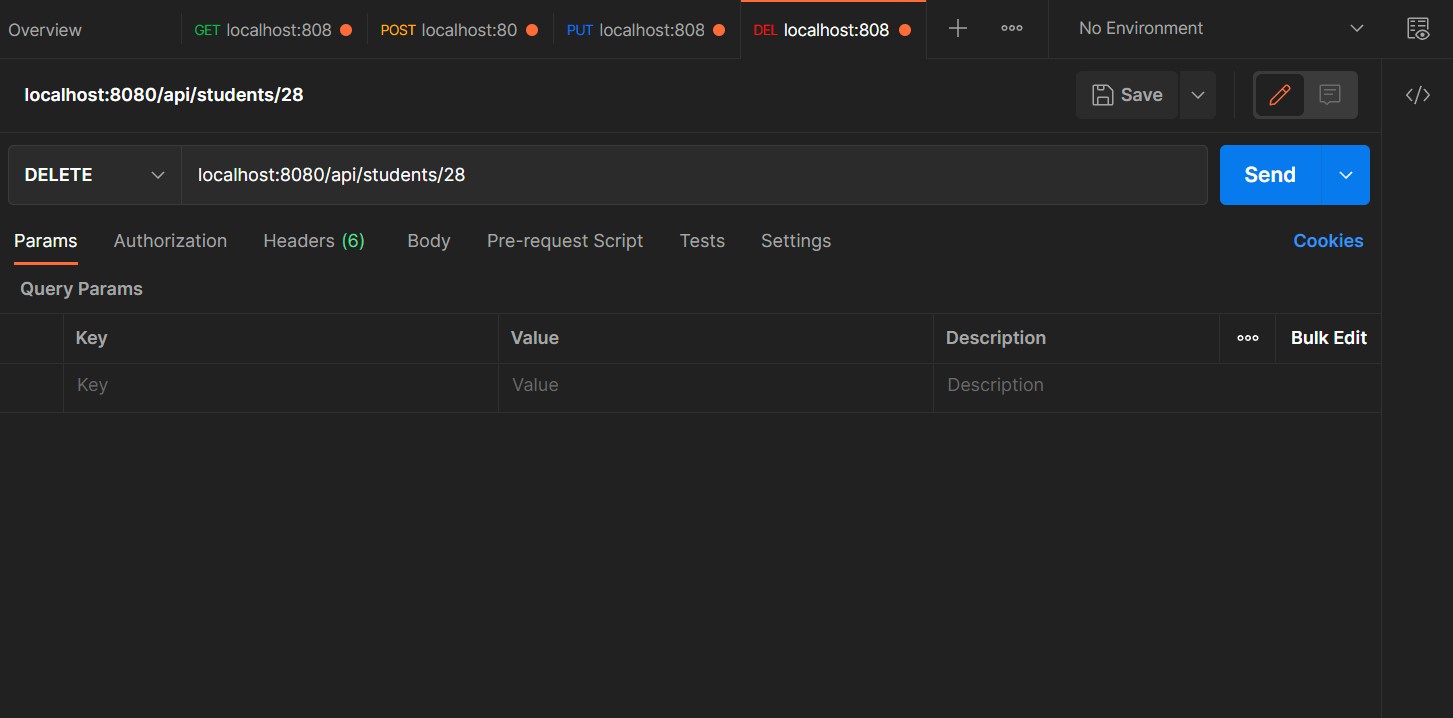 Overview GET localhost:808 POST localhost:80 PUT localhost:808 DEL localhost:808 No Environment
localhost:8080/api/students/28 Save </>
DELETE localhost:8080/api/students/28 Send
Params Authorization Headers (6) Body Pre-request Script Tests Settings Cookies
Query Params
Key Value Description Bulk Edit
Key Value Description